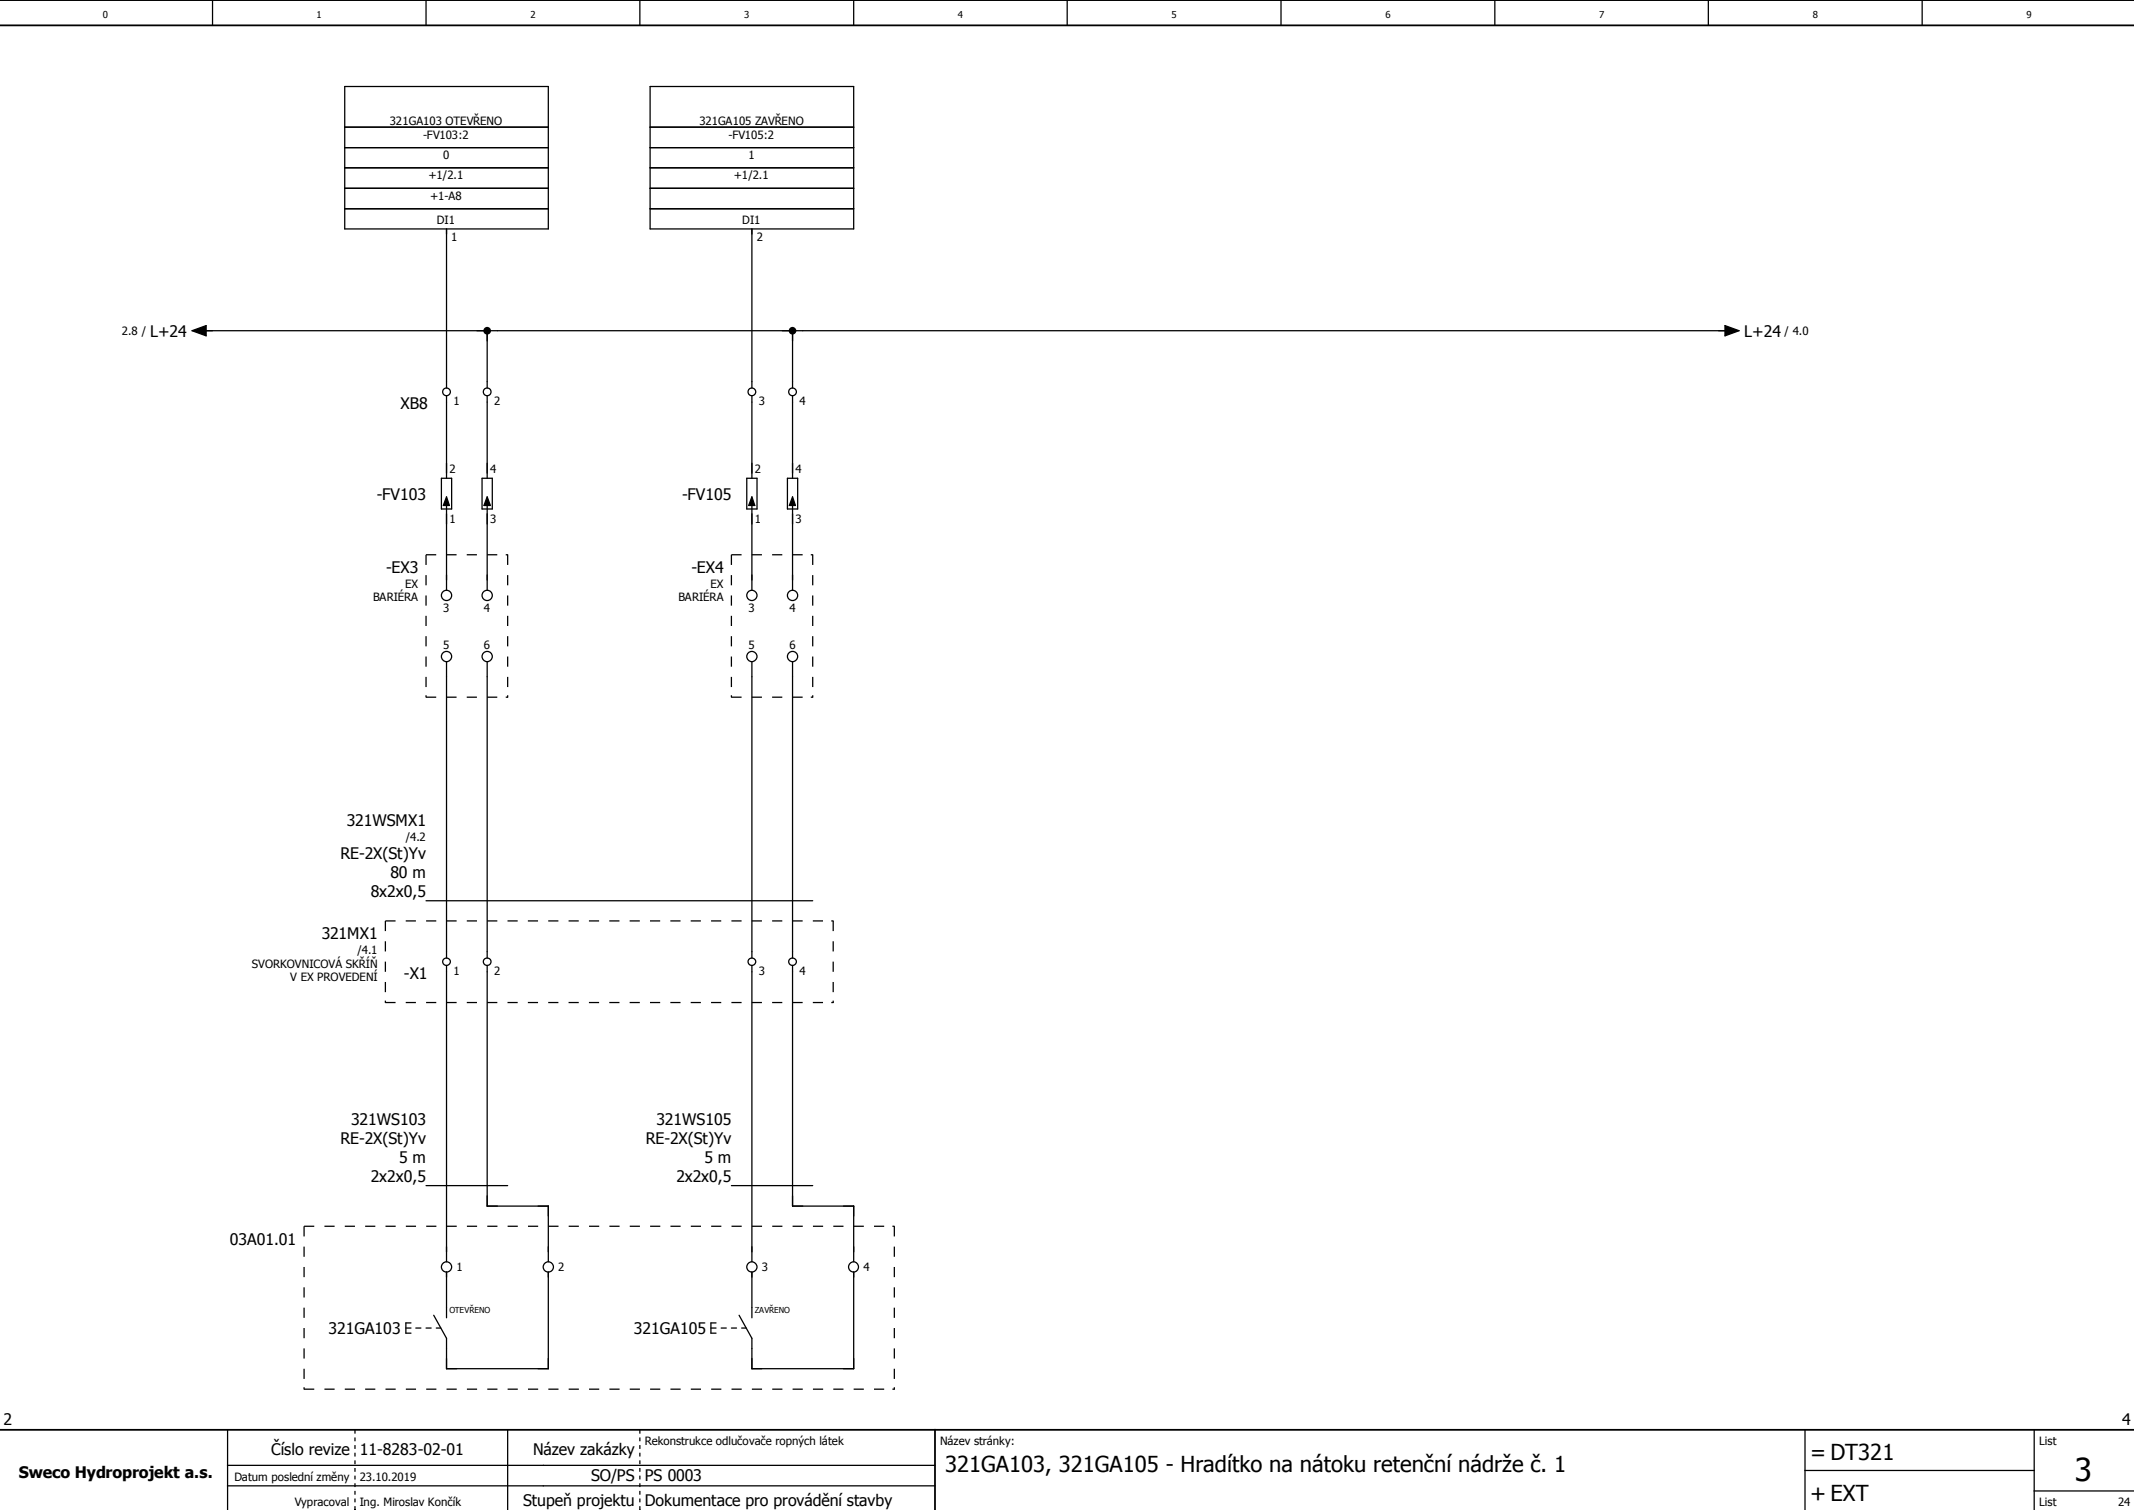 0 1 2 3 4 5 6 7 8 9
321GA103 OTEVŘENO
-FV103:2
0
+1/2.1
+1-A8
DI1
1
321GA105 ZAVŘENO
-FV105:2
1
+1/2.1
DI1
2
2.8 / L+24
L+24 / 4.0
XB8 1 2 3 4
2 4 2 4
-FV103
-FV105
1 3 1 3
-EX3
EX
BARIÉRA
3 4
5 6
-EX4
EX
BARIÉRA
3 4
5 6
321WSMX1
/4.2
RE-2X(St)Yv
80 m
8x2x0,5
321MX1
/4.1
SVORKOVNICOVÁ SKŘÍŇ
V EX PROVEDENÍ
-X1 1 2 3 4
321WS103
RE-2X(St)Yv
5 m
2x2x0,5
321WS105
RE-2X(St)Yv
5 m
2x2x0,5
03A01.01
1 2 3 4
OTEVŘENO
321GA103 E
ZAVŘENO
321GA105 E
2
4
Sweco Hydroprojekt a.s.
Číslo revize 11-8283-02-01
Datum poslední změny 23.10.2019
Vypracoval Ing. Miroslav Končík
Název zakázky Rekonstrukce odlučovače ropných látek
SO/PS PS 0003
Stupeň projektu Dokumentace pro provádění stavby
Název stránky:
321GA103, 321GA105 - Hradítko na nátoku retenční nádrže č. 1
= DT321
+ EXT
List
3
List 24